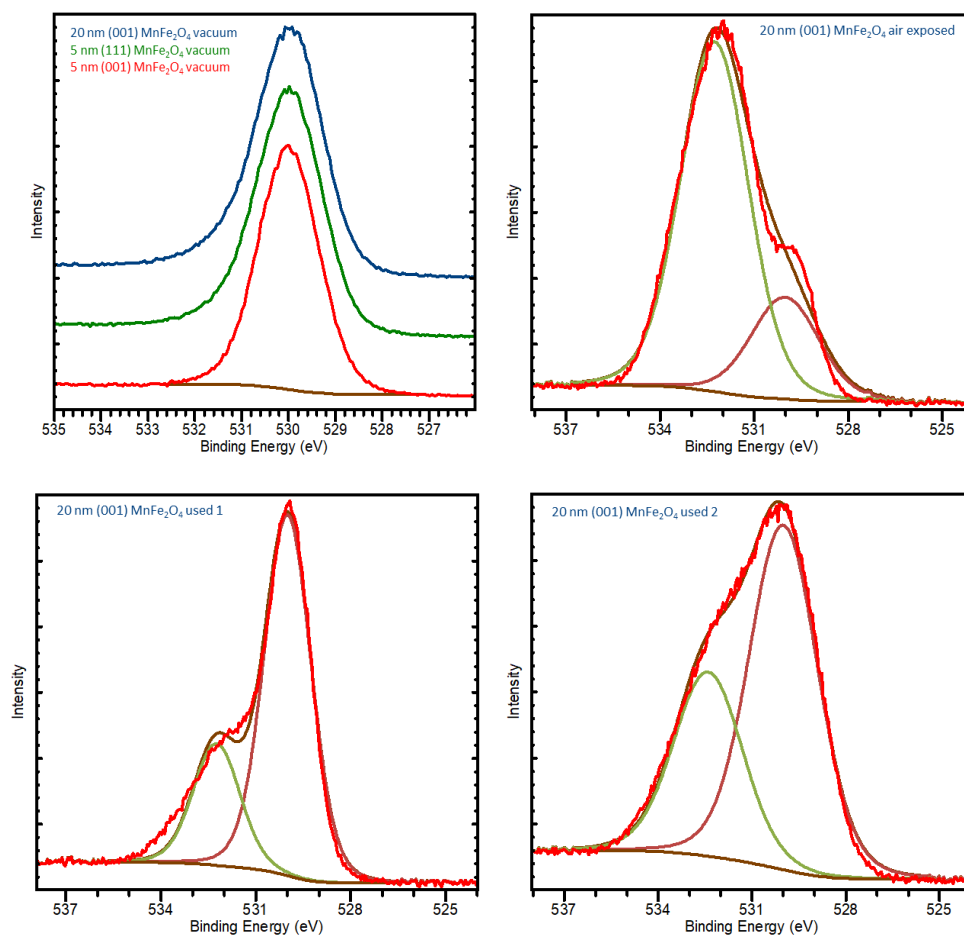 20 nm (001) MnFe₂O₄ vacuum
5 nm (111) MnFe₂O₄ vacuum
5 nm (001) MnFe₂O₄ vacuum
Intensity
535 534 533 532 531 530 529 528 527
Binding Energy (eV)
20 nm (001) MnFe₂O₄ air exposed
Intensity
537 534 531 528 525
Binding Energy (eV)
20 nm (001) MnFe₂O₄ used 1
Intensity
537 534 531 528 525
Binding Energy (eV)
20 nm (001) MnFe₂O₄ used 2
Intensity
537 534 531 528 525
Binding Energy (eV)